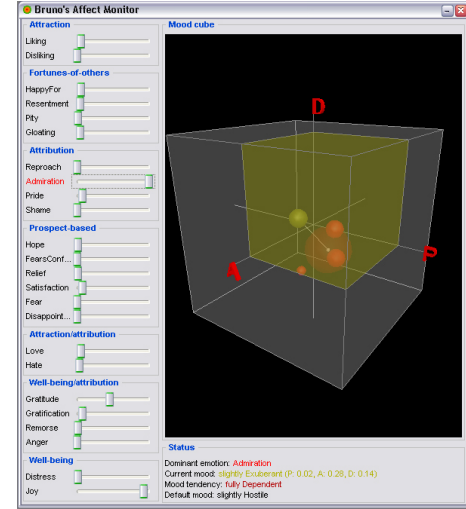 Bruno's Affect Monitor
Attraction
Liking
Disliking
Fortunes-of-others
HappyFor
Resentment
Pity
Gloating
Attribution
Reproach
Admiration
Pride
Shame
Prospect-based
Hope
FearsConf...
Relief
Satisfaction
Fear
Disappoint...
Attraction/attribution
Love
Hate
Well-being/attribution
Gratitude
Gratification
Remorse
Anger
Well-being
Distress
Joy
Mood cube
D
A
P
Status
Dominant emotion: Admiration
Current mood: slightly Exuberant (P: 0.02, A: 0.28, D: 0.14)
Mood tendency: fully Dependent
Default mood: slightly Hostile